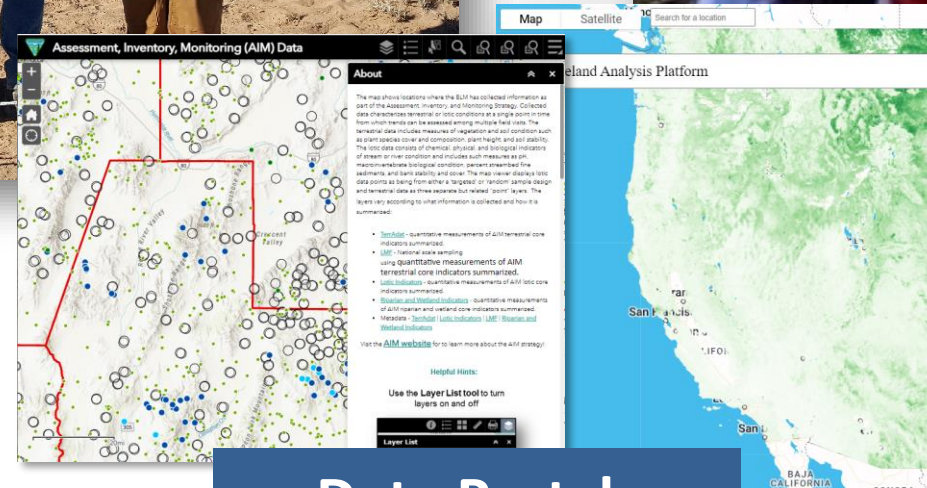 Map
Satellite
Search for a location
Assessment, Inventory, Monitoring (AIM) Data
eland Analysis Platform
About
The map shows locations where the BLM has collected information as
part of the Assessment, Inventory, and Monitoring Strategy. Collected
data characterizes terrestrial or lotic conditions at a single point in time
from which trends can be assessed among multiple field visits. The
terrestrial data includes measures of vegetation and soil condition such
as plant species cover and composition, plant height, and soil stability.
The lotic data consists of chemical, physical, and biological indicators
of stream or river condition and includes such measures as pH,
macroinvertebrate biological condition, percent streambed fine
sediments, and bank stability and cover. The map viewer displays lotic
data points as being from either a 'targeted' or 'random' sample design
and terrestrial data as three separate but related "point" layers. The
layers vary according to what information is collected and how it is
summarized:
TerrAdat - quantitative measurements of AIM terrestrial core
indicators summarized.
LMF - National scale sampling
using quantitative measurements of AIM
terrestrial core indicators summarized.
Lotic Indicators - quantitative measurements of AIM lotic core
indicators summarized.
Riparian and Wetland Indicators - quantitative measurements
of AIM riparian and wetland core indicators summarized.
Metadata - TerrAdat | Lotic Indicators | LMF - Riparian and
Wetland Indicators
Visit the AIM website for to learn more about the AIM strategy!
Helpful Hints:
Use the Layer List tool to turn
layers on and off
Layer List
Crescent
Valley
80
305
20mi
San
CALIFORNIA
BAJA
Data Portal